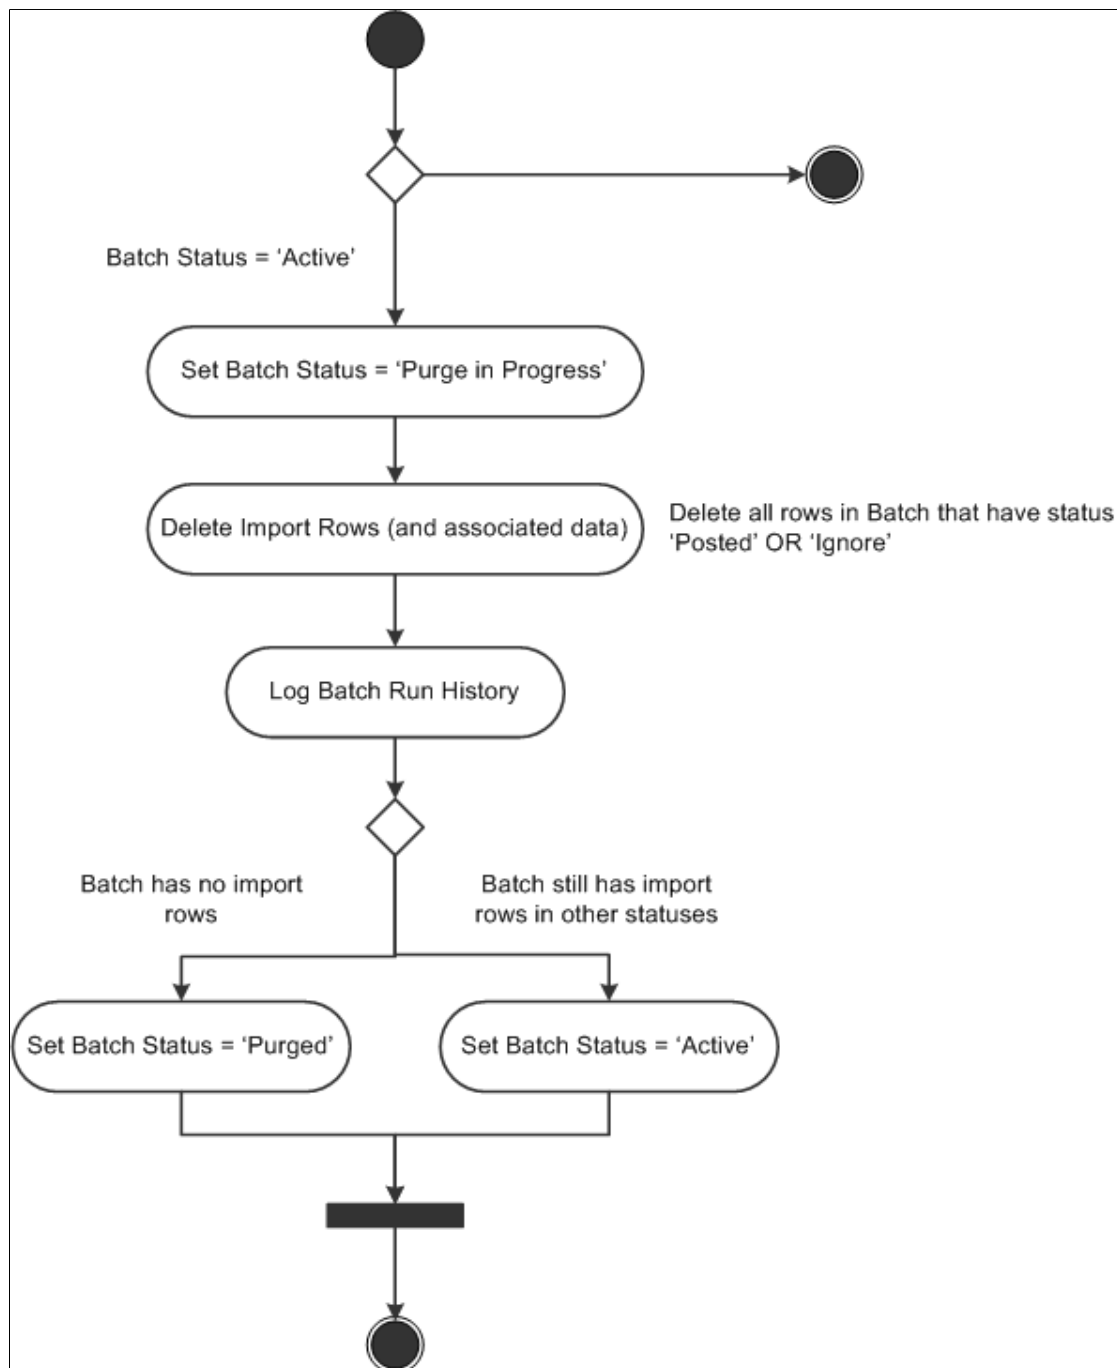 Batch Status = ‘Active’
Set Batch Status = ‘Purge in Progress’
Delete Import Rows (and associated data)
Delete all rows in Batch that have status
‘Posted’ OR ‘Ignore’
Log Batch Run History
Batch has no import
rows
Batch still has import
rows in other statuses
Set Batch Status = ‘Purged’
Set Batch Status = ‘Active’